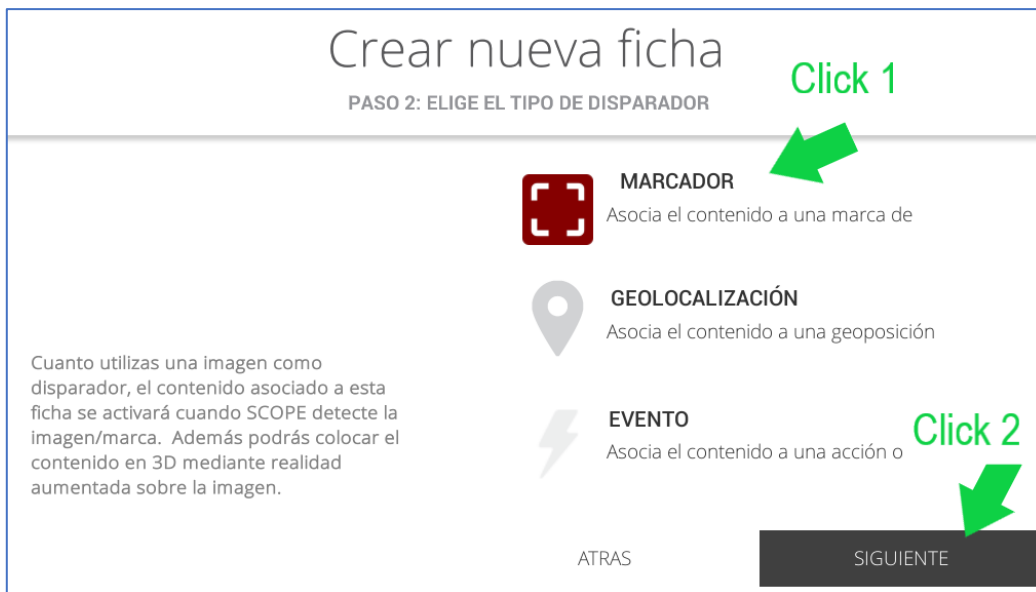 Crear nueva ficha
PASO 2: ELIGE EL TIPO DE DISPARADOR
Click 1
MARCADOR
Asocia el contenido a una marca de
GEOLOCALIZACIÓN
Asocia el contenido a una geoposición
Cuanto utilizas una imagen como
disparador, el contenido asociado a esta
ficha se activará cuando SCOPE detecte la
imagen/marca. Además podrás colocar el
contenido en 3D mediante realidad
aumentada sobre la imagen.
EVENTO
Asocia el contenido a una acción o
Click 2
ATRAS
SIGUIENTE